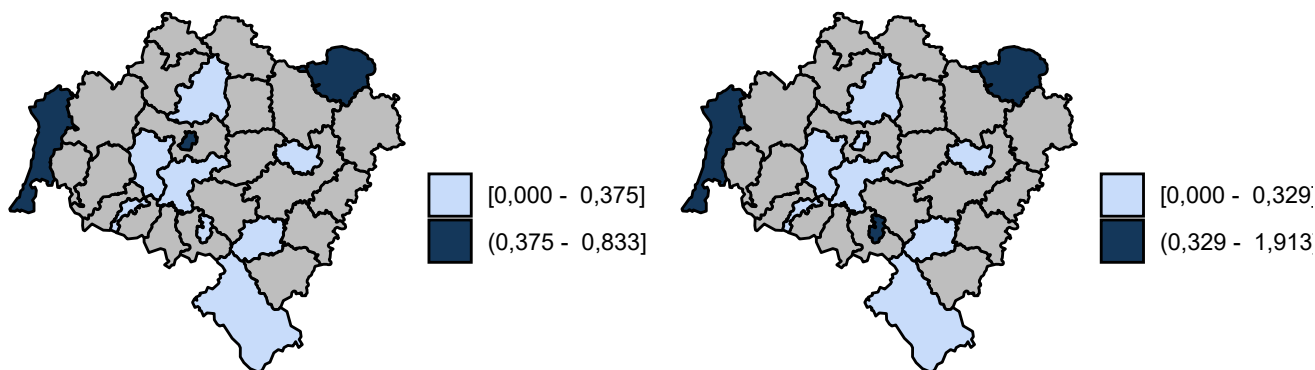 [0,000 - 0,375]
(0,375 - 0,833]
[0,000 - 0,329]
(0,329 - 1,913]